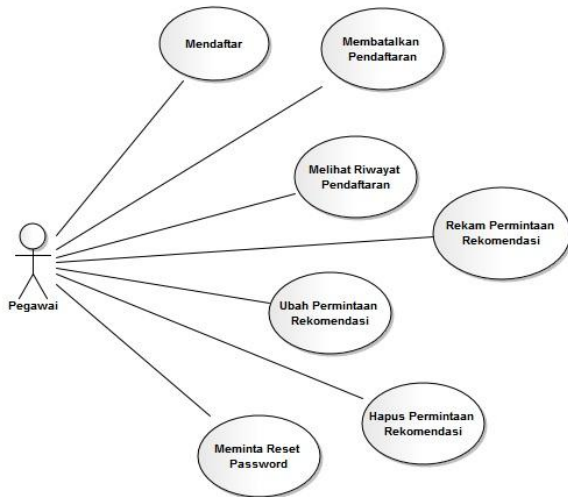 Mendaftar
Membatalkan
Pendaftaran
Melihat Riwayat
Pendaftaran
Rekam Permintaan
Rekomendasi
Pegawai
Ubah Permintaan
Rekomendasi
Hapus Permintaan
Rekomendasi
Meminta Reset
Password